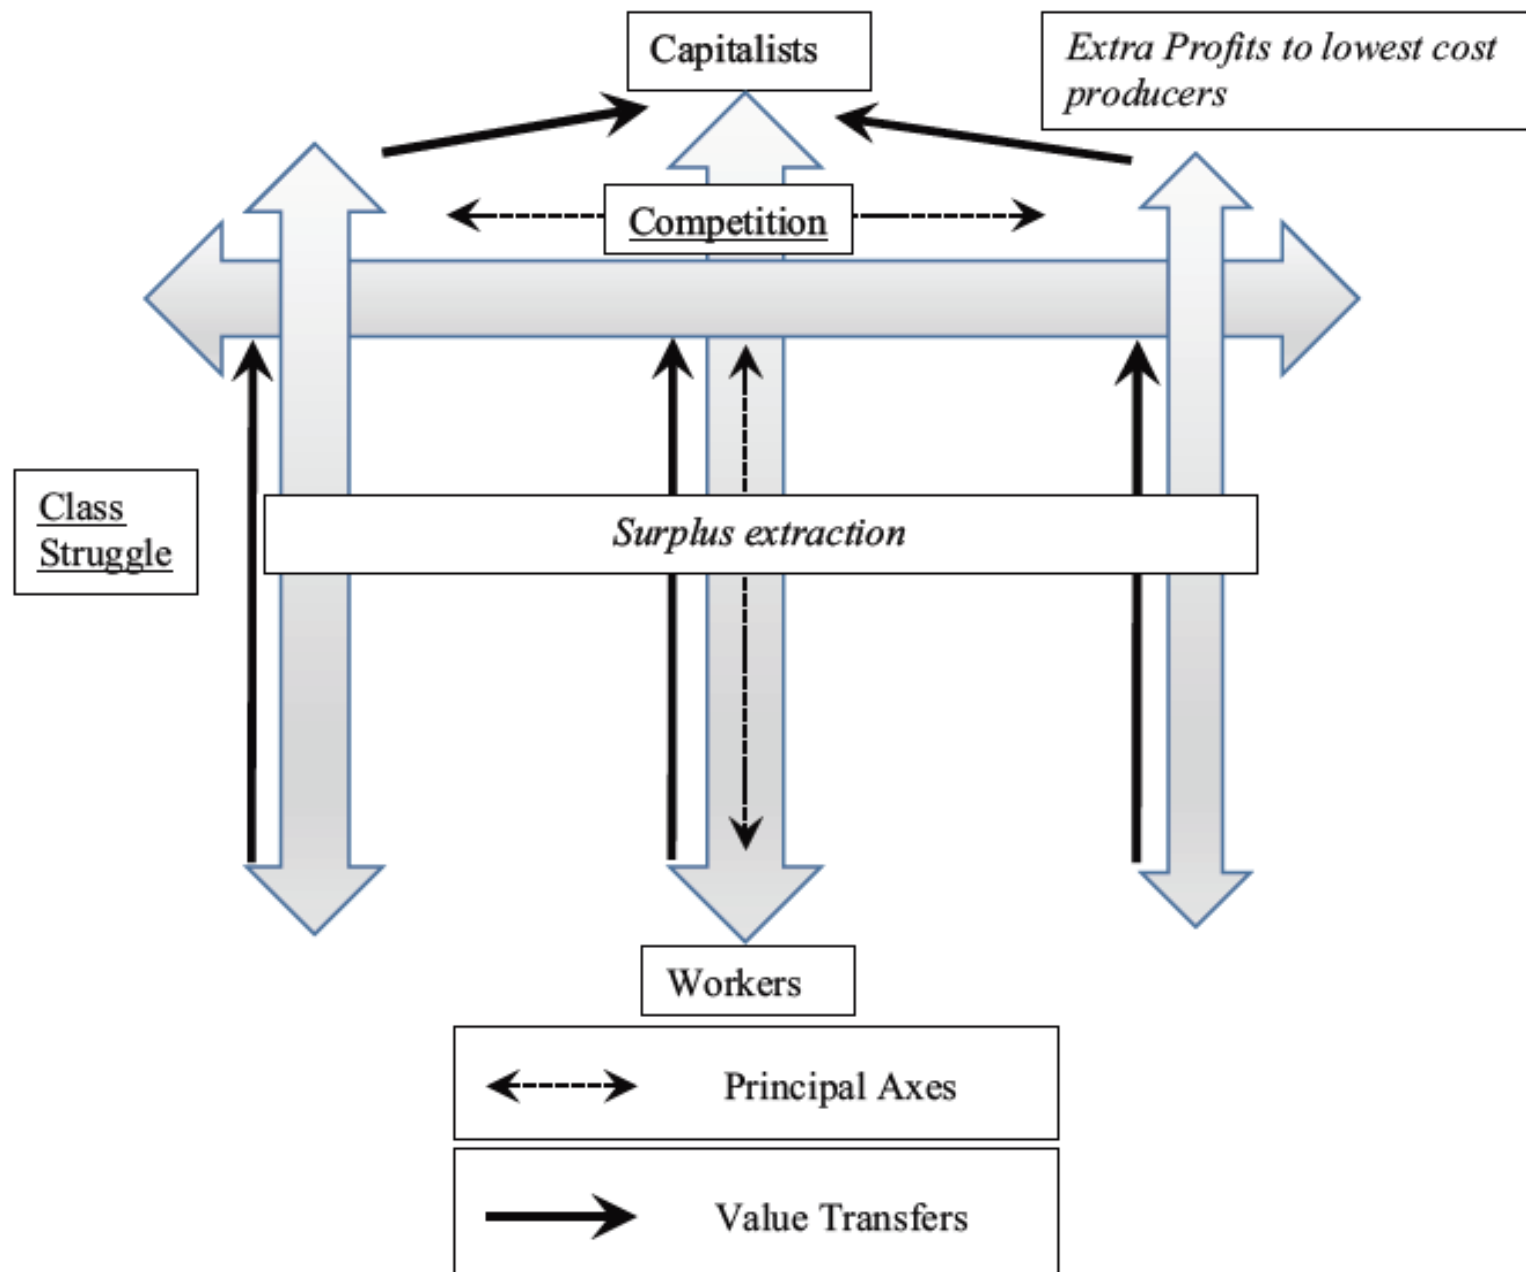 Capitalists
Extra Profits to lowest cost
producers
Competition
Class
Struggle
Surplus extraction
Workers
Principal Axes
Value Transfers